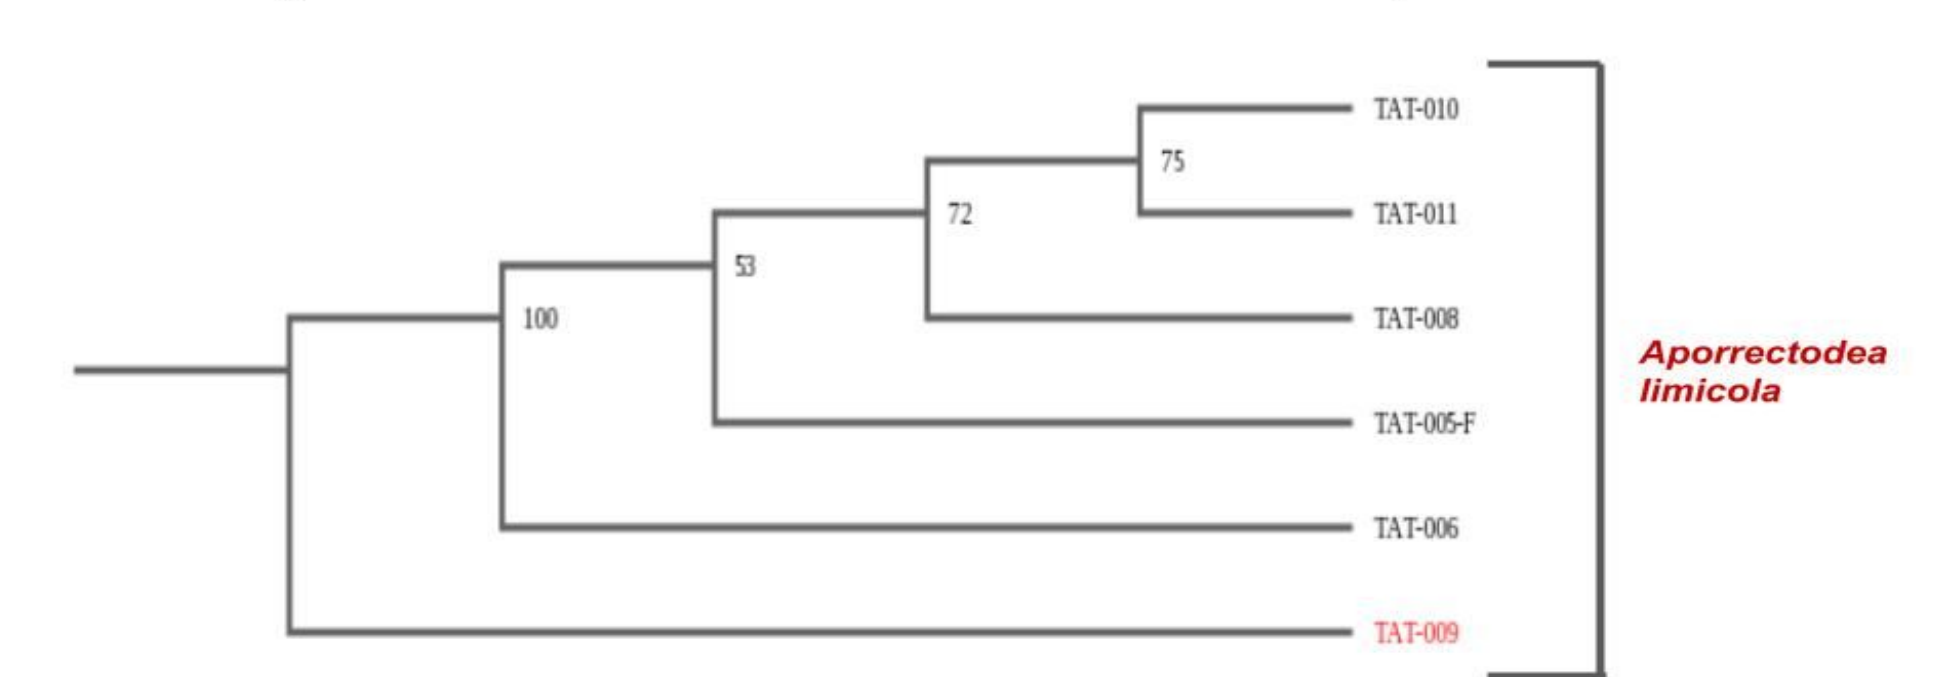 TAT-010
75
TAT-011
72
53
TAT-008
100
Aporrectodea
limicola
TAT-005-F
TAT-006
TAT-009